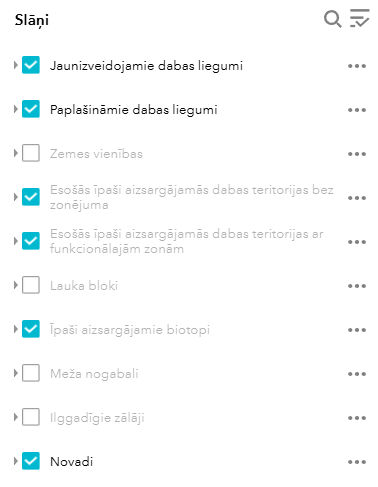 Slāņi
Jaunizveidojamie dabas liegumi
Paplašināmie dabas liegumi
Zemes vienības
Esošās īpaši aizsargājamās dabas teritorijas bez
zonējuma
Esošās īpaši aizsargājamās dabas teritorijas ar
funkcionālajām zonām
Lauka bloki
Īpaši aizsargājamie biotopi
Meža nogabali
Ilggadīgie zālāji
Novadi